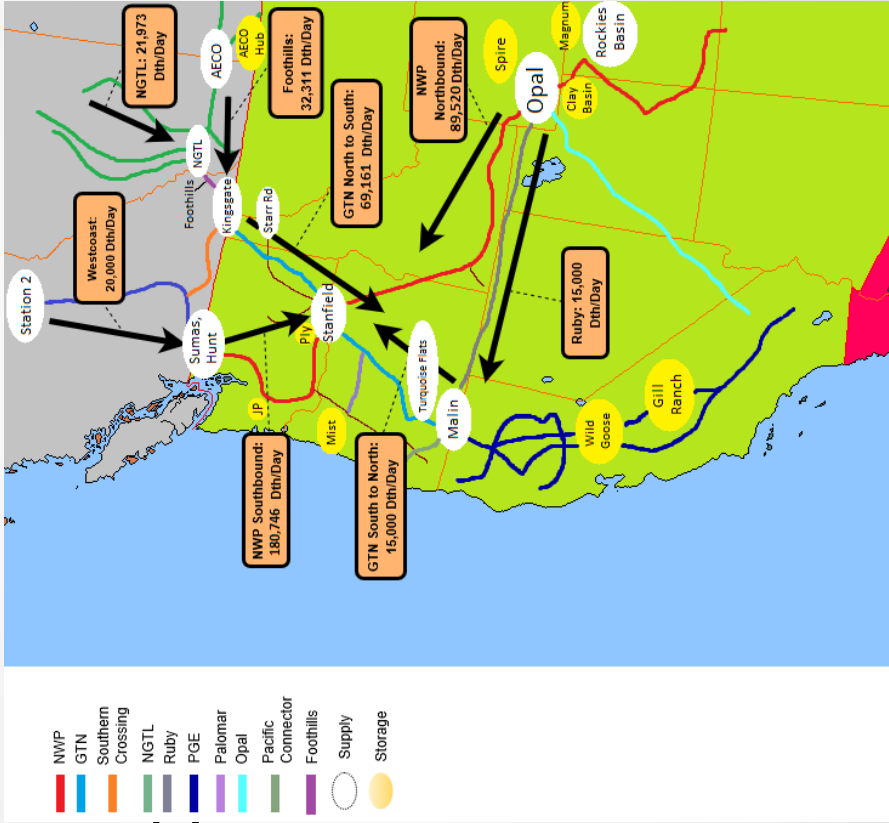 Station 2
Westcoast:
20,000 Dth/Day
NGTL: 21,973
Dth/Day
AECO
AECO
Hub
Foothills:
32,311 Dth/Day
NGTL
Foothills
Kingsgate
Starr Rd
GTN North to South:
69,161 Dth/Day
Sumas,
Hunt
Ply
Stanfield
JP
Mist
NWP Southbound:
180,746 Dth/Day
Turquoise Flats
GTN South to North:
15,000 Dth/Day
Malin
NWP
Northbound:
89,520 Dth/Day
Spire
Opal
Magnum
Rockies
Basin
Clay
Basin
Ruby: 15,000
Dth/Day
Wild
Goose
Gill
Ranch
NWP
GTN
Southern
Crossing
NGTL
Ruby
PGE
Palomar
Opal
Pacific
Connector
Foothills
Supply
Storage